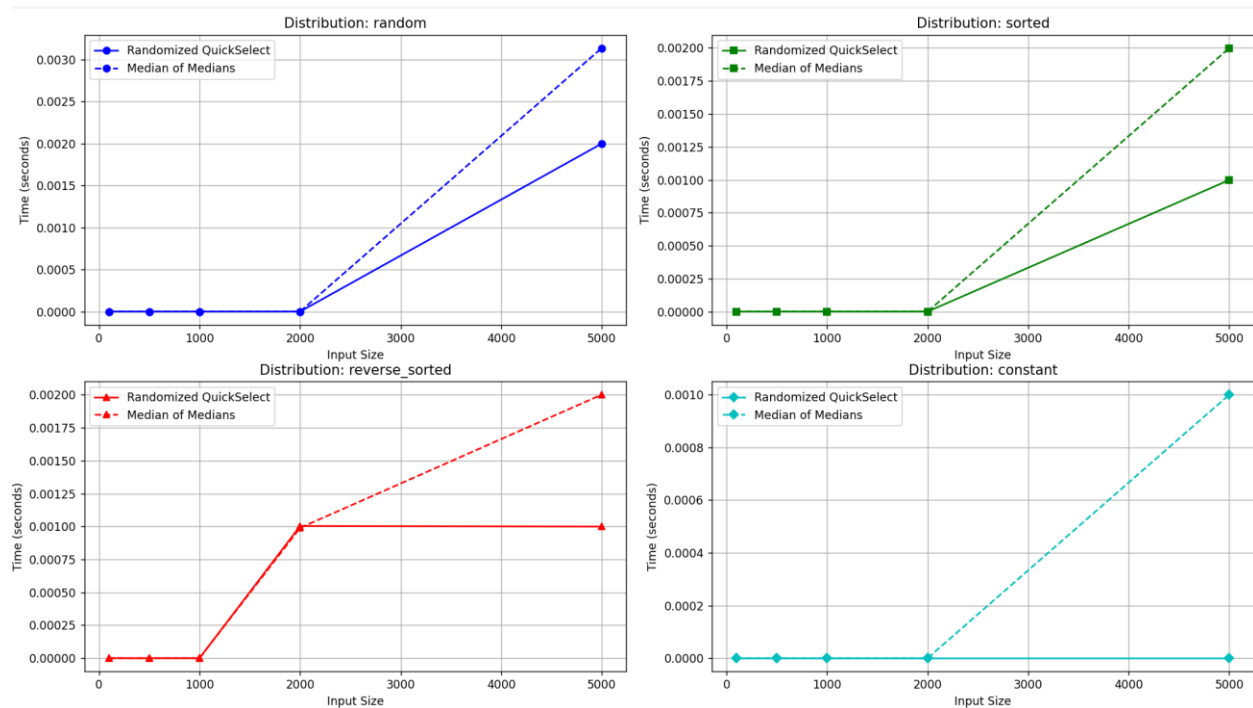 Distribution: random
Randomized QuickSelect
Median of Medians
Time (seconds)
0.0030
0.0025
0.0020
0.0015
0.0010
0.0005
0.0000
0
1000
2000
3000
4000
5000
Input Size
Distribution: sorted
Randomized QuickSelect
Median of Medians
Time (seconds)
0.00200
0.00175
0.00150
0.00125
0.00100
0.00075
0.00050
0.00025
0.00000
0
1000
2000
3000
4000
5000
Input Size
Distribution: reverse_sorted
Randomized QuickSelect
Median of Medians
Time (seconds)
0.00200
0.00175
0.00150
0.00125
0.00100
0.00075
0.00050
0.00025
0.00000
0
1000
2000
3000
4000
5000
Input Size
Distribution: constant
Randomized QuickSelect
Median of Medians
Time (seconds)
0.0010
0.0008
0.0006
0.0004
0.0002
0.0000
0
1000
2000
3000
4000
5000
Input Size